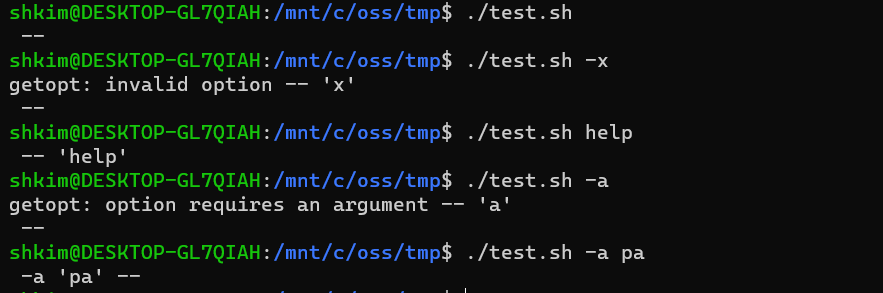 shkim@DESKTOP-GL7QIAH:/mnt/c/oss/tmp$ ./test.sh
 --
shkim@DESKTOP-GL7QIAH:/mnt/c/oss/tmp$ ./test.sh -x
getopt: invalid option -- 'x'
 --
shkim@DESKTOP-GL7QIAH:/mnt/c/oss/tmp$ ./test.sh help
 -- 'help'
shkim@DESKTOP-GL7QIAH:/mnt/c/oss/tmp$ ./test.sh -a
getopt: option requires an argument -- 'a'
 --
shkim@DESKTOP-GL7QIAH:/mnt/c/oss/tmp$ ./test.sh -a pa
 -a 'pa' --